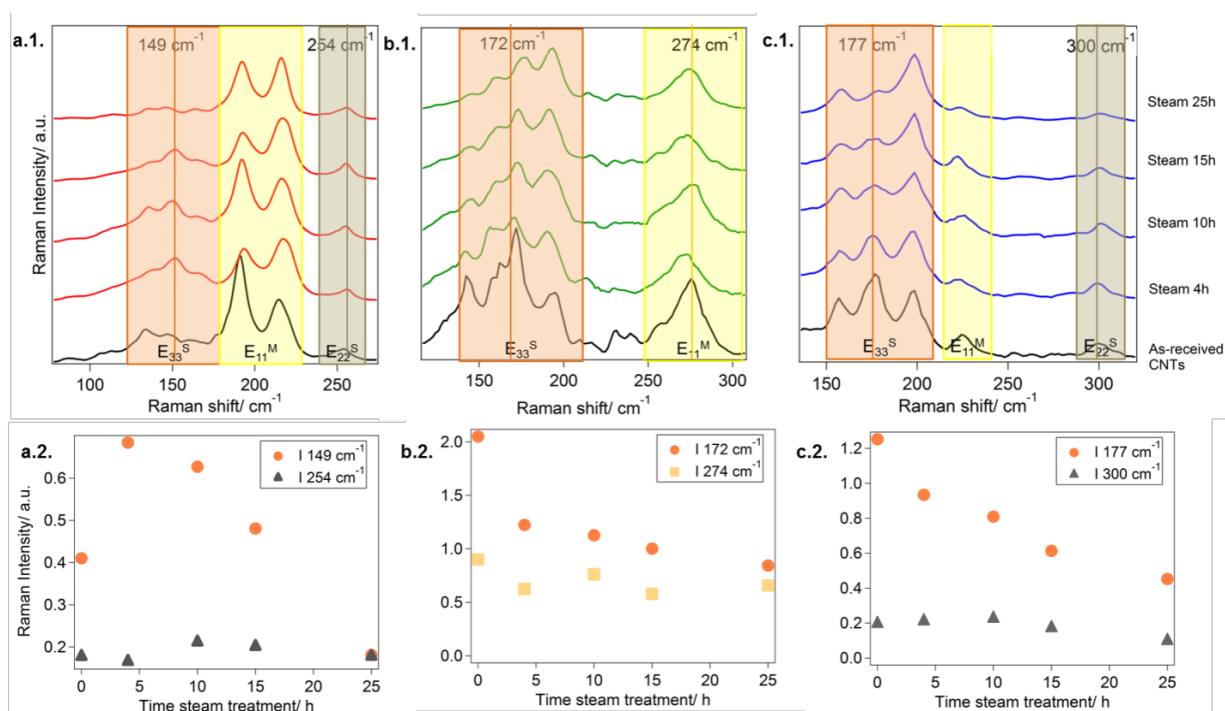 a.1.
149 cm⁻¹
254 cm⁻¹
Raman Intensity/ a.u.
E₃₃ˢ
E₁₁ᴹ
E₂₂ˢ
100
150
200
250
Raman shift/ cm⁻¹
b.1.
172 cm⁻¹
274 cm⁻¹
E₃₃ˢ
E₁₁ᴹ
150
200
250
300
Raman shift/ cm⁻¹
c.1.
177 cm⁻¹
300 cm⁻¹
E₃₃ˢ
E₁₁ᴹ
E₂₂ˢ
150
200
250
300
Raman shift/ cm⁻¹
Steam 25h
Steam 15h
Steam 10h
Steam 4h
As-received
CNTs
a.2.
I 149 cm⁻¹
I 254 cm⁻¹
Raman Intensity/ a.u.
0.6
0.5
0.4
0.3
0.2
0
5
10
15
20
25
Time steam treatment/ h
b.2.
I 172 cm⁻¹
I 274 cm⁻¹
2.0
1.5
1.0
0.5
0.0
0
5
10
15
20
25
Time steam treatment/ h
c.2.
I 177 cm⁻¹
I 300 cm⁻¹
1.2
1.0
0.8
0.6
0.4
0.2
0.0
0
5
10
15
20
25
Time steam treatment/ h